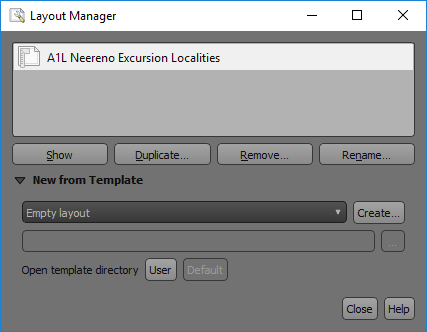 Layout Manager
A1L Neereno Excursion Localities
Show Duplicate... Remove... Rename...
New from Template
Empty layout Create...
...
Open template directory User Default
Close Help